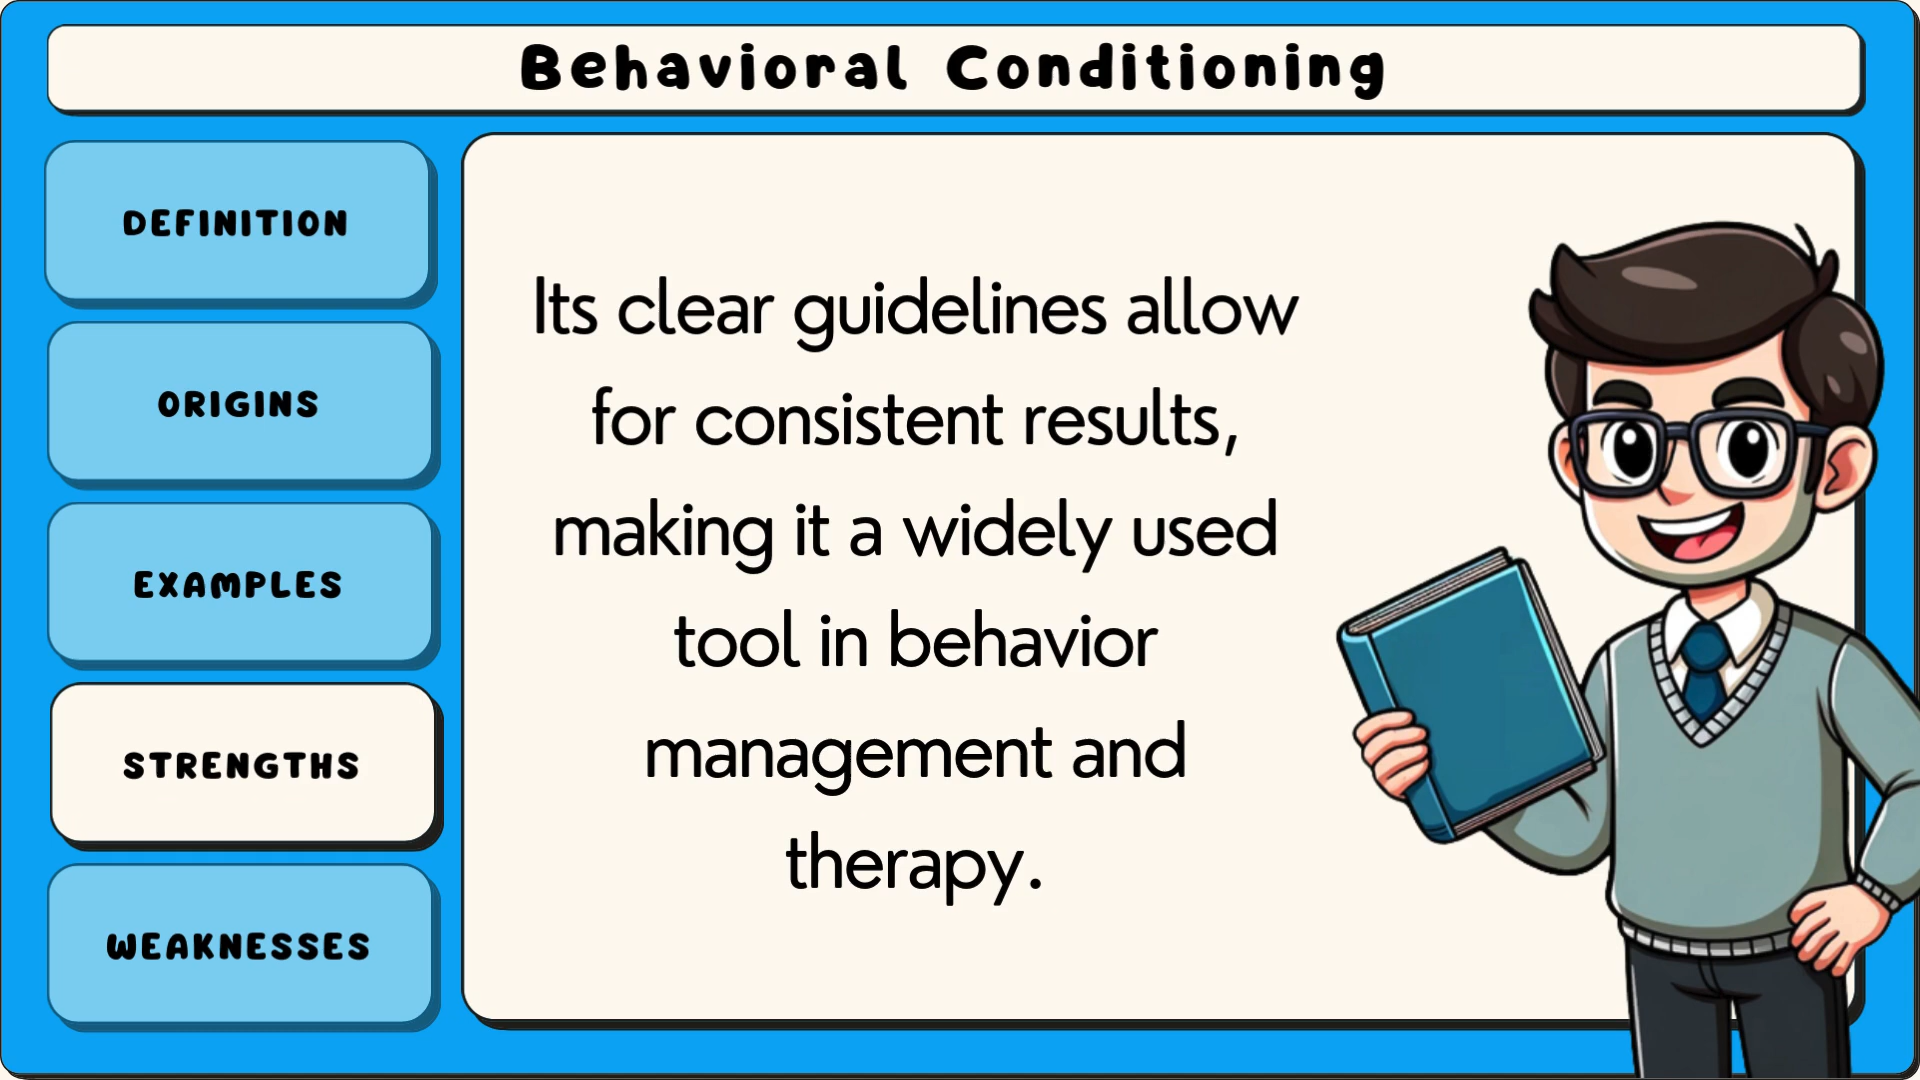 Behavioral Conditioning
DEFINITION
ORIGINS
EXAMPLES
STRENGTHS
WEAKNESSES
Its clear guidelines allow
for consistent results,
making it a widely used
tool in behavior
management and
therapy.